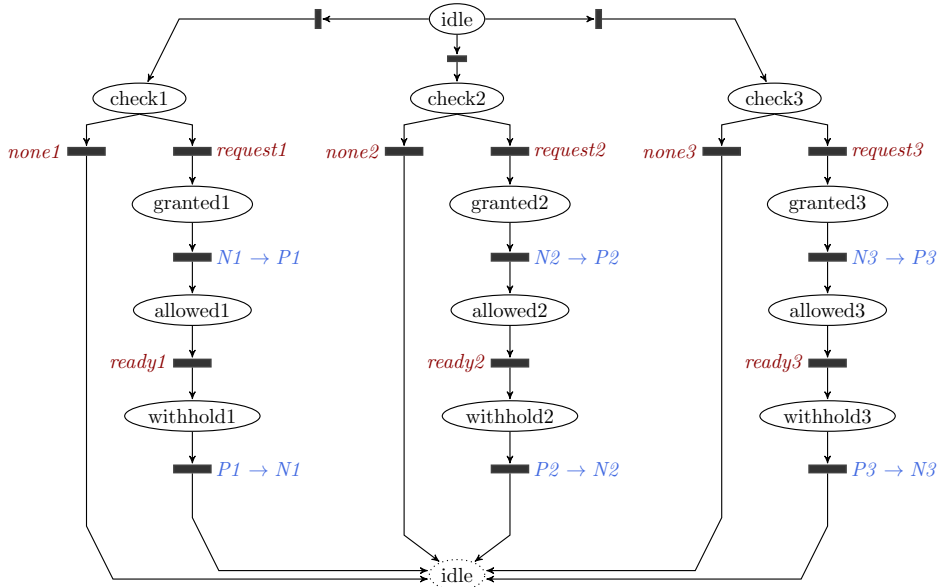 idle
check1 check2 check3
none1 request1 none2 request2 none3 request3
granted1 granted2 granted3
N1 → P1 N2 → P2 N3 → P3
allowed1 allowed2 allowed3
ready1 ready2 ready3
withhold1 withhold2 withhold3
P1 → N1 P2 → N2 P3 → N3
idle